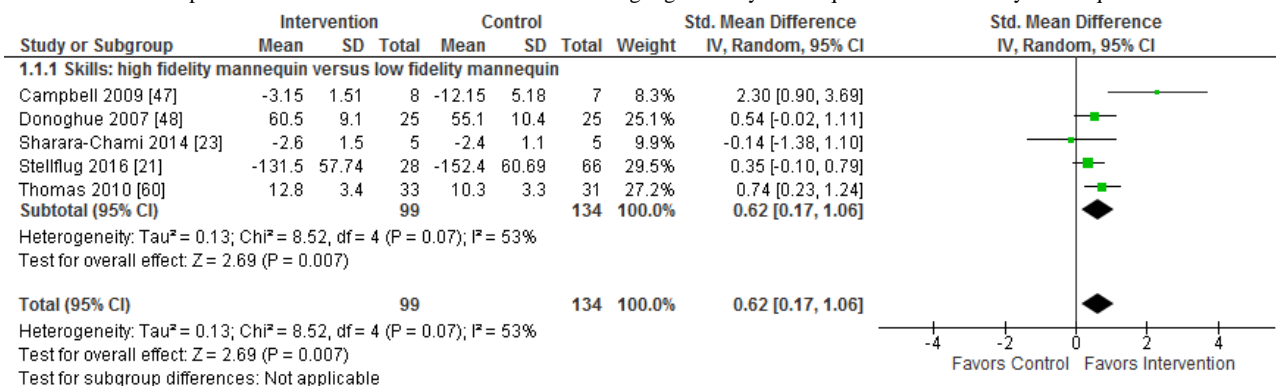 Intervention Control Std. Mean Difference Std. Mean Difference
Study or Subgroup Mean SD Total Mean SD Total Weight IV, Random, 95% CI IV, Random, 95% CI
1.1.1 Skills: high fidelity mannequin versus low fidelity mannequin
Campbell 2009 [47] -3.15 1.51 8 -12.15 5.18 7 8.3% 2.30 [0.90, 3.69]
Donoghue 2007 [48] 60.5 9.1 25 55.1 10.4 25 25.1% 0.54 [-0.02, 1.11]
Sharara-Chami 2014 [23] -2.6 1.5 5 -2.4 1.1 5 9.9% -0.14 [-1.38, 1.10]
Stellflug 2016 [21] -131.5 57.74 28 -152.4 60.69 66 29.5% 0.35 [-0.10, 0.79]
Thomas 2010 [60] 12.8 3.4 33 10.3 3.3 31 27.2% 0.74 [0.23, 1.24]
Subtotal (95% CI) 99 134 100.0% 0.62 [0.17, 1.06]
Heterogeneity: Tau² = 0.13; Chi² = 8.52, df = 4 (P = 0.07); I² = 53%
Test for overall effect: Z = 2.69 (P = 0.007)
Total (95% CI) 99 134 100.0% 0.62 [0.17, 1.06]
Heterogeneity: Tau² = 0.13; Chi² = 8.52, df = 4 (P = 0.07); I² = 53%
Test for overall effect: Z = 2.69 (P = 0.007)
Test for subgroup differences: Not applicable
-4 -2 0 2 4
Favors Control Favors Intervention